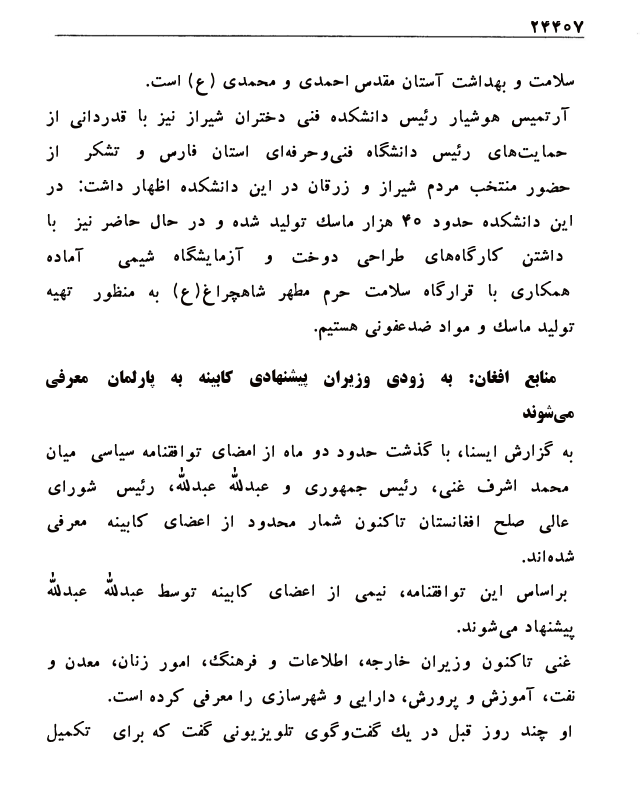 ۲۴۴۰۷
سلامت و بهداشت آستان مقدس احمدی و محمدی (ع) است.
آرتمیس هوشیار رئیس دانشکده فنی دختران شیراز نیز با قدردانی از
حمایت‌های رئیس دانشگاه فنی‌وحرفه‌ای استان فارس و تشکر از
حضور منتخب مردم شیراز و زرقان در این دانشکده اظهار داشت: در
این دانشکده حدود ۴۰ هزار ماسک تولید شده و در حال حاضر نیز با
داشتن کارگاه‌های طراحی دوخت و آزمایشگاه شیمی آماده
همکاری با قرارگاه سلامت حرم مطهر شاهچراغ(ع) به منظور تهیه
تولید ماسک و مواد ضدعفونی هستیم.
منابع افغان: به زودی وزیران پیشنهادی کابینه به پارلمان معرفی
می‌شوند
به گزارش ایسنا، با گذشت حدود دو ماه از امضای توافقنامه سیاسی میان
محمد اشرف غنی، رئیس جمهوری و عبدالله عبدالله، رئیس شورای
عالی صلح افغانستان تاکنون شمار محدود از اعضای کابینه معرفی
شده‌اند.
براساس این توافقنامه، نیمی از اعضای کابینه توسط عبدالله عبدالله
پیشنهاد می‌شوند.
غنی تاکنون وزیران خارجه، اطلاعات و فرهنگ، امور زنان، معدن و
نفت، آموزش و پرورش، دارایی و شهرسازی را معرفی کرده است.
او چند روز قبل در یک گفت‌وگوی تلویزیونی گفت که برای تکمیل